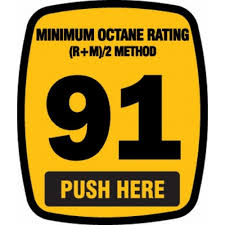 MINIMUM OCTANE RATING
(R+M)/2 METHOD
91
PUSH HERE